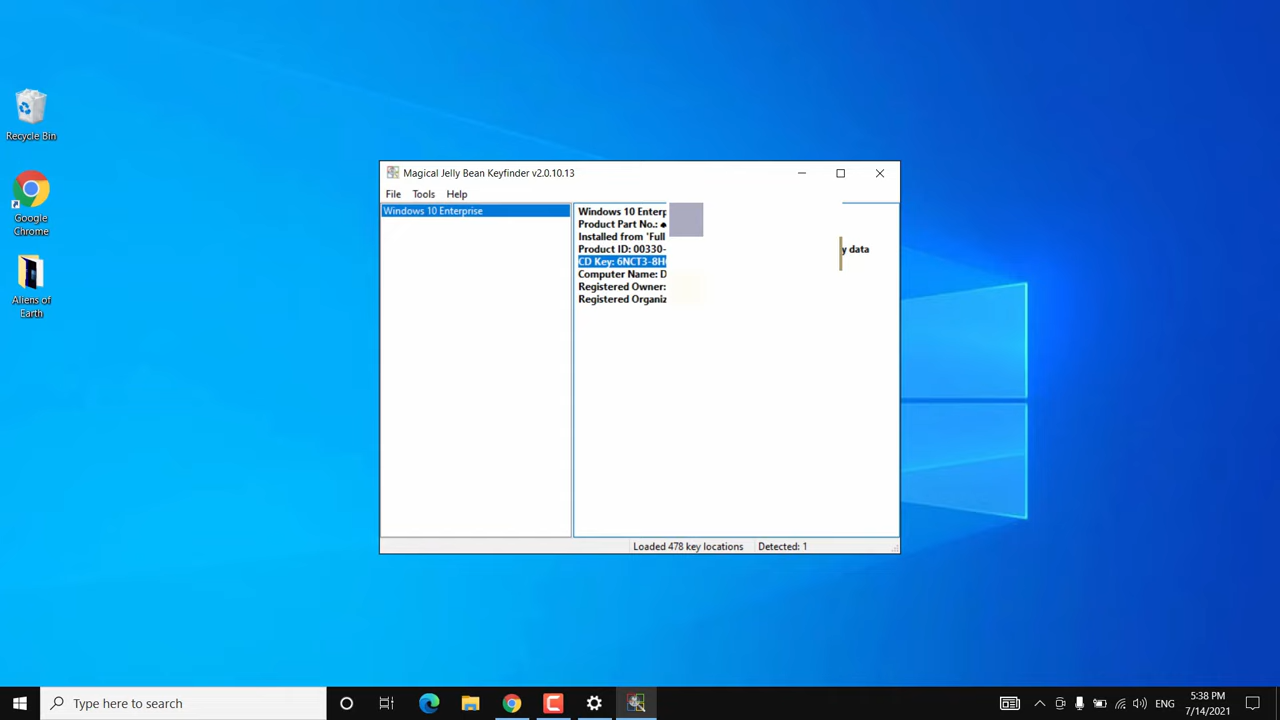 Recycle Bin
Google
Chrome
Aliens of
Earth
Magical Jelly Bean Keyfinder v2.0.10.13
File Tools Help
Windows 10 Enterprise
Windows 10 Enterp
Product Part No.:
Installed from 'Full
Product ID: 00330- y data
CD Key: 6NCT3-8H
Computer Name: D
Registered Owner:
Registered Organiz
Loaded 478 key locations Detected: 1
Type here to search
ENG
5:38 PM
7/14/2021